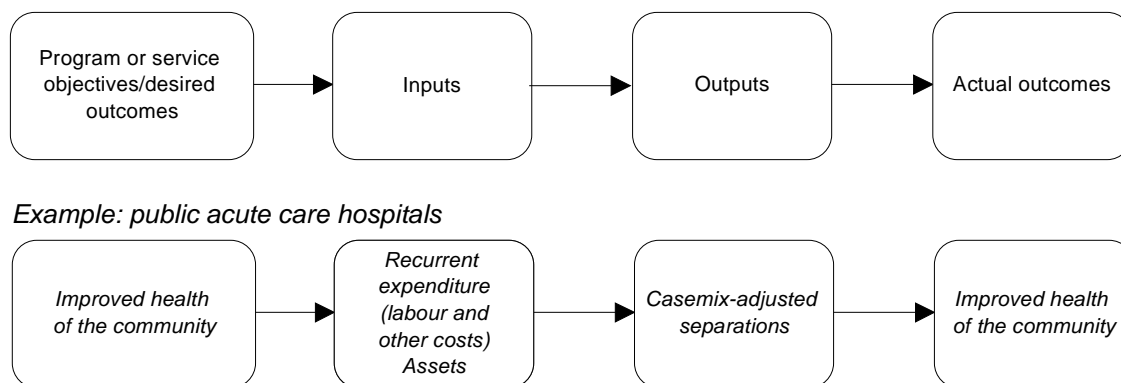 Program or service
objectives/desired
outcomes
Inputs
Outputs
Actual outcomes
Example: public acute care hospitals
Improved health
of the community
Recurrent
expenditure
(labour and
other costs)
Assets
Casemix-adjusted
separations
Improved health
of the community